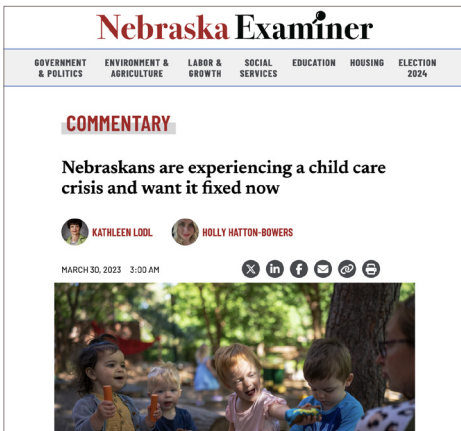 Nebraska Examiner
GOVERNMENT & POLITICS
ENVIRONMENT & AGRICULTURE
LABOR & GROWTH
SOCIAL SERVICES
EDUCATION
HOUSING
ELECTION 2024
COMMENTARY
Nebraskans are experiencing a child care
crisis and want it fixed now
KATHLEEN LODL HOLLY HATTON-BOWERS
MARCH 30, 2023 3:00 AM